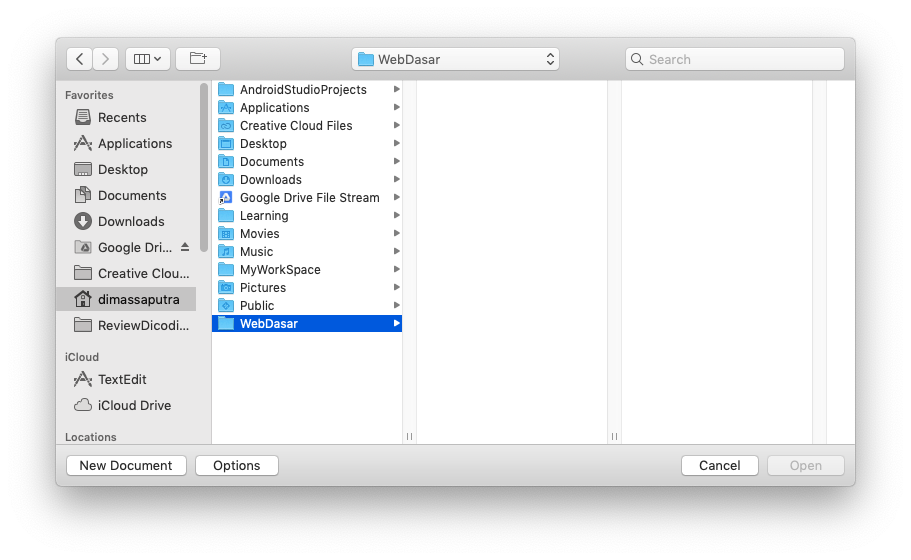 WebDasar
Search
Favorites
Recents
Applications
Desktop
Documents
Downloads
Google Dri...
Creative Clou...
dimassaputra
ReviewDicodi...
iCloud
TextEdit
iCloud Drive
Locations
AndroidStudioProjects
Applications
Creative Cloud Files
Desktop
Documents
Downloads
Google Drive File Stream
Learning
Movies
Music
MyWorkSpace
Pictures
Public
WebDasar
New Document
Options
Cancel
Open